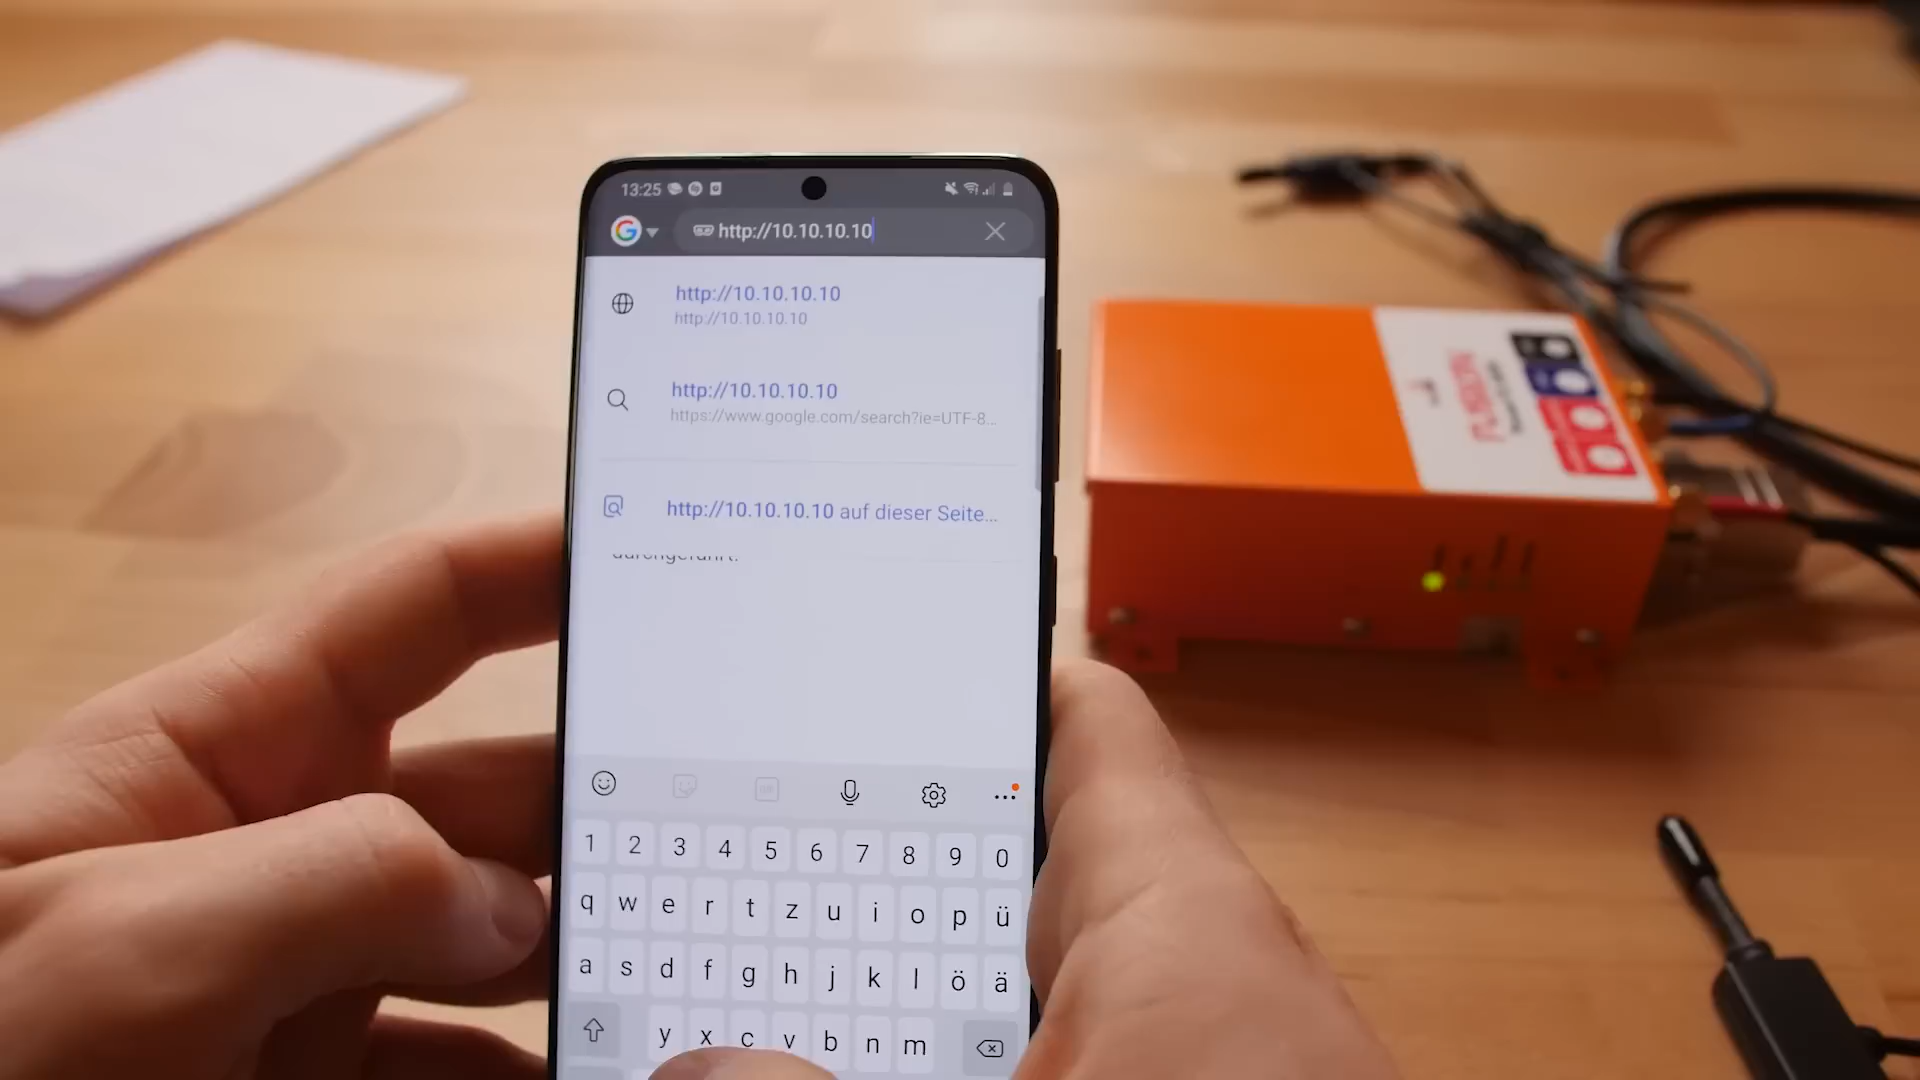 13:25
http://10.10.10.10
http://10.10.10.10
http://10.10.10.10
http://10.10.10.10
https://www.google.com/search?ie=UTF-8...
http://10.10.10.10 auf dieser Seite...
durchgeführt.
1 2 3 4 5 6 7 8 9 0
q w e r t z u i o p ü
a s d f g h j k l ö ä
y x c v b n m
FUSION